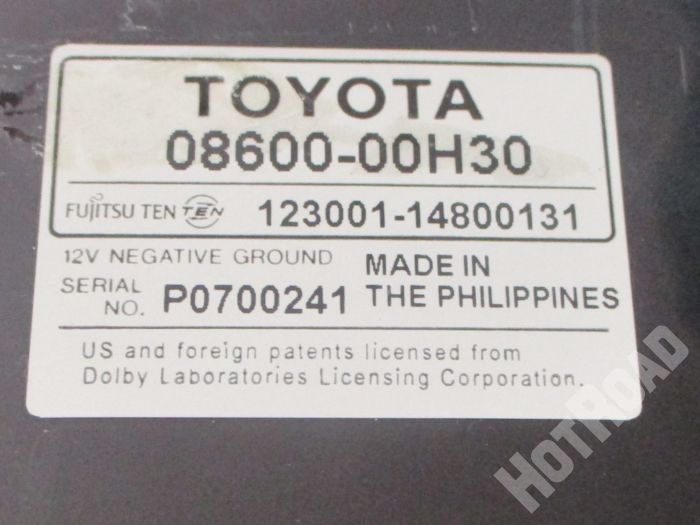 TOYOTA
08600-00H30
FUJITSU TEN TEN 123001-14800131
12V NEGATIVE GROUND
SERIAL NO. P0700241
MADE IN
THE PHILIPPINES
US and foreign patents licensed from
Dolby Laboratories Licensing Corporation.
HOTROAD